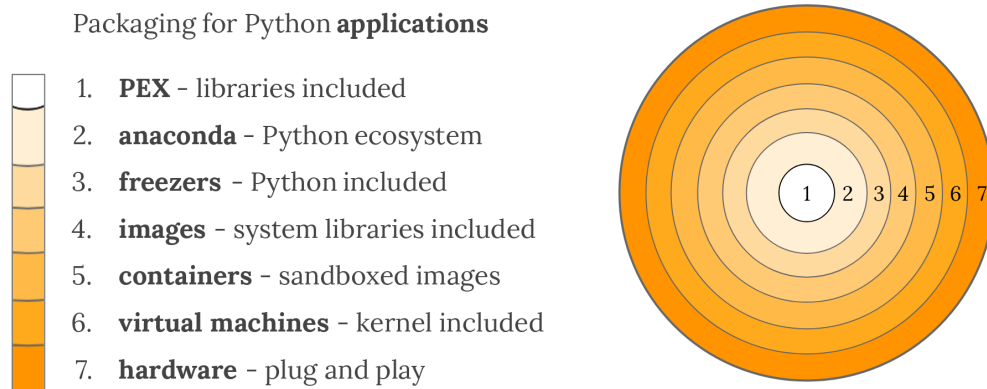 Packaging for Python applications
1. PEX - libraries included
2. anaconda - Python ecosystem
3. freezers - Python included
4. images - system libraries included
5. containers - sandboxed images
6. virtual machines - kernel included
7. hardware - plug and play
1 2 3 4 5 6 7